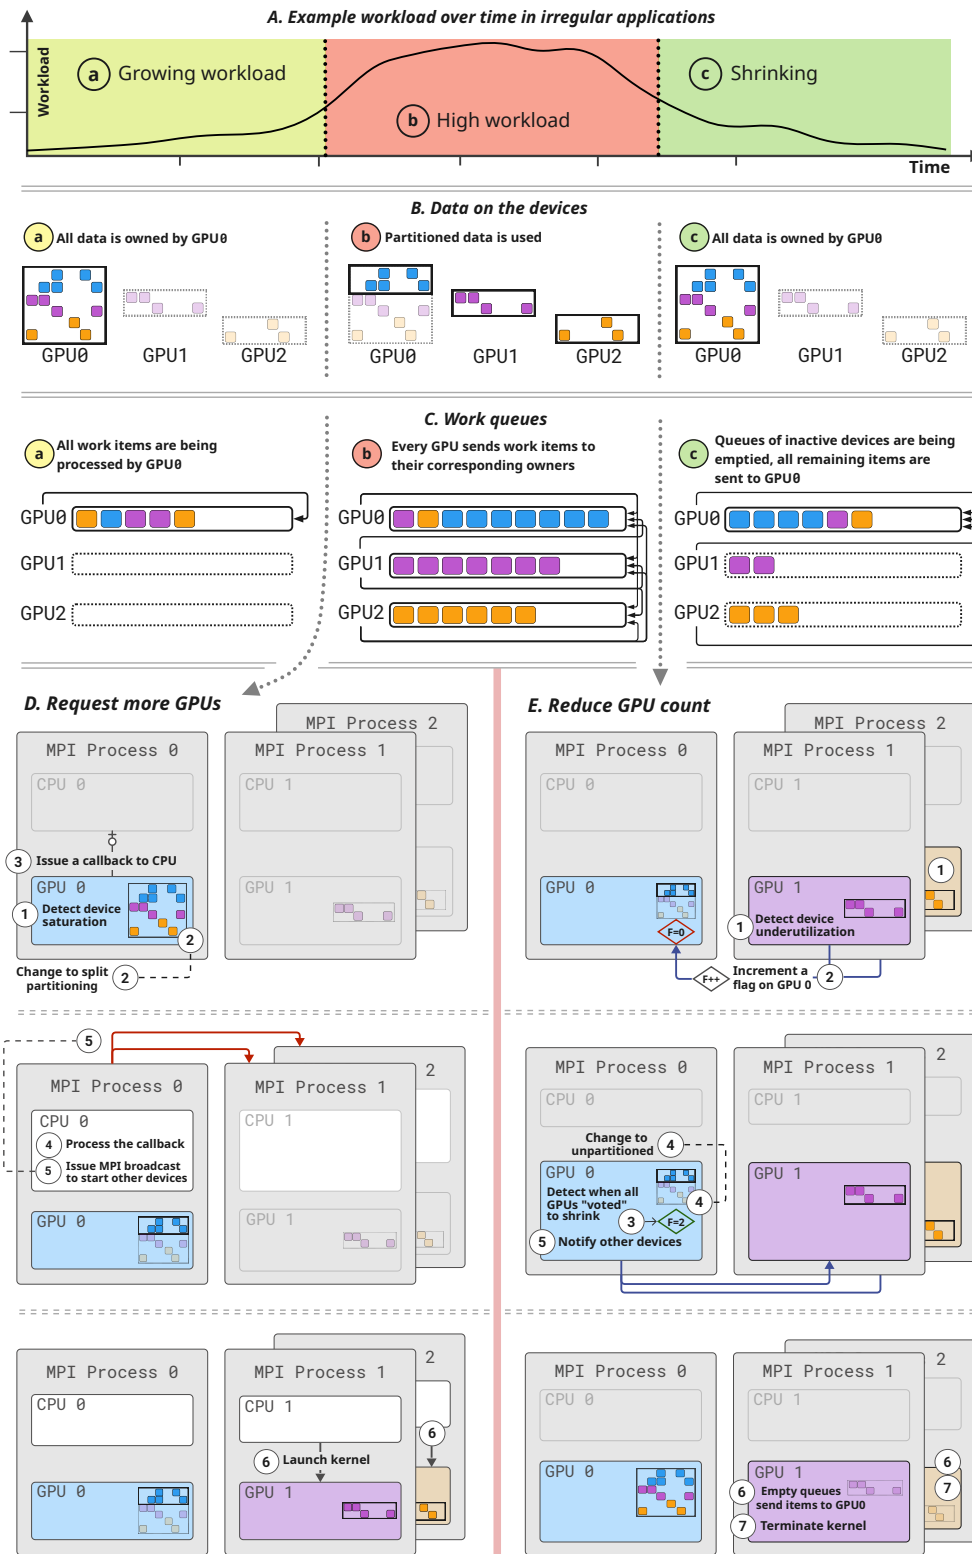 A. Example workload over time in irregular applications
Workload
a Growing workload
b High workload
c Shrinking
Time
B. Data on the devices
a All data is owned by GPU0
b Partitioned data is used
c All data is owned by GPU0
GPU0 GPU1 GPU2
GPU0 GPU1 GPU2
GPU0 GPU1 GPU2
C. Work queues
a All work items are being
processed by GPU0
b Every GPU sends work items to
their corresponding owners
c Queues of inactive devices are being
emptied, all remaining items are
sent to GPU0
GPU0
GPU1
GPU2
GPU0
GPU1
GPU2
GPU0
GPU1
GPU2
D. Request more GPUs
MPI Process 2
MPI Process 0
MPI Process 1
CPU 0
CPU 1
3 Issue a callback to CPU
GPU 0
1 Detect device
saturation
2
GPU 1
Change to split
partitioning
2
5
MPI Process 0
MPI Process 1
2
CPU 0
4 Process the callback
5 Issue MPI broadcast
to start other devices
CPU 1
GPU 0
GPU 1
MPI Process 0
MPI Process 1
2
CPU 0
CPU 1
6
6 Launch kernel
GPU 0
GPU 1
E. Reduce GPU count
MPI Process 2
MPI Process 0
MPI Process 1
CPU 0
CPU 1
1
GPU 0
F=0
GPU 1
1 Detect device
underutilization
F++
Increment a
flag on GPU 0
2
MPI Process 0
MPI Process 1
2
CPU 0
CPU 1
Change to
unpartitioned
4
GPU 0
Detect when all
GPUs "voted"
to shrink
4
3
F=2
5 Notify other devices
GPU 1
MPI Process 0
MPI Process 1
2
CPU 0
CPU 1
GPU 0
GPU 1
6 Empty queues
send items to GPU0
7 Terminate kernel
6
7